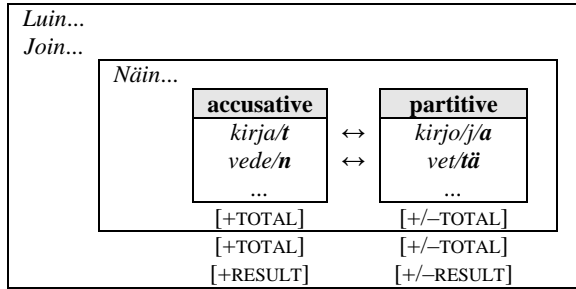 Luin...
Join...
Näin...
accusative partitive
kirja/t ↔ kirjo/j/a
vede/n ↔ vet/tä
... ...
[+TOTAL] [+/–TOTAL]
[+TOTAL] [+/–TOTAL]
[+RESULT] [+/–RESULT]